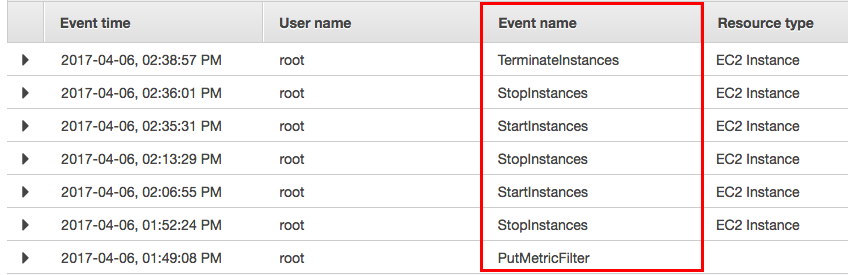 Event time User name Event name Resource type
2017-04-06, 02:38:57 PM root TerminateInstances EC2 Instance
2017-04-06, 02:36:01 PM root StopInstances EC2 Instance
2017-04-06, 02:35:31 PM root StartInstances EC2 Instance
2017-04-06, 02:13:29 PM root StopInstances EC2 Instance
2017-04-06, 02:06:55 PM root StartInstances EC2 Instance
2017-04-06, 01:52:24 PM root StopInstances EC2 Instance
2017-04-06, 01:49:08 PM root PutMetricFilter